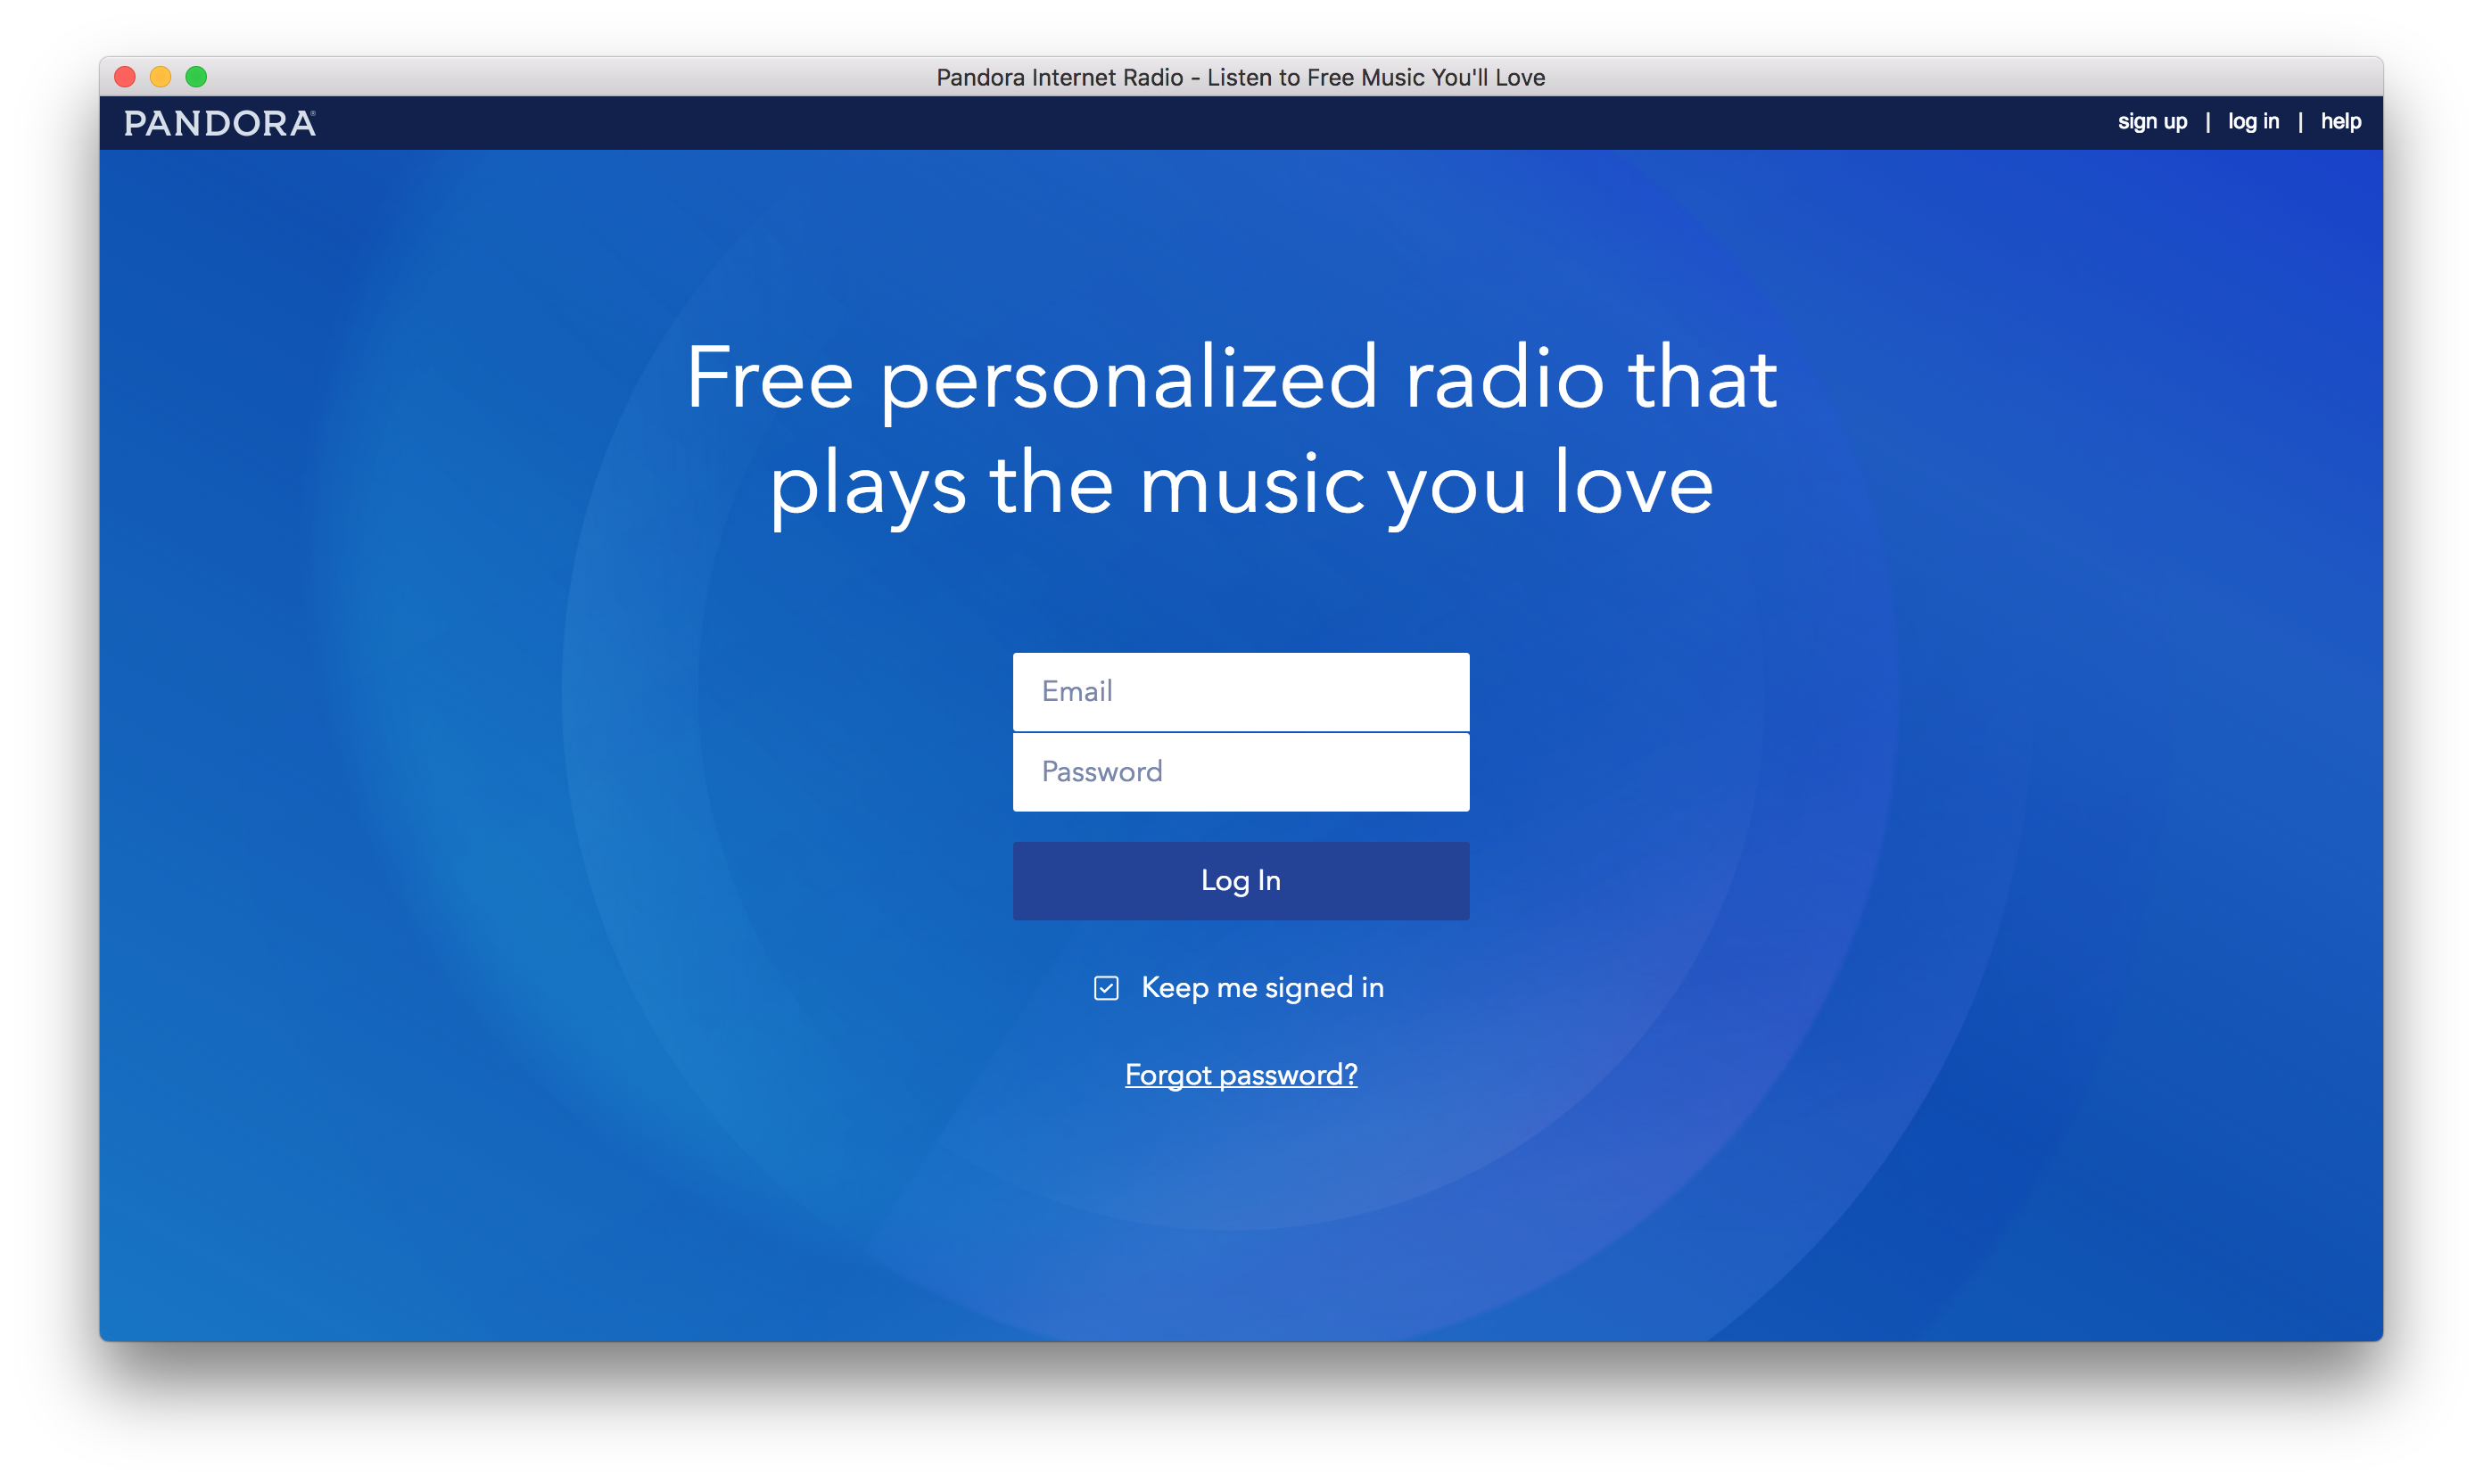 Pandora Internet Radio - Listen to Free Music You'll Love
PANDORA®
sign up | log in | help
Free personalized radio that
plays the music you love
Email
Password
Log In
Keep me signed in
Forgot password?